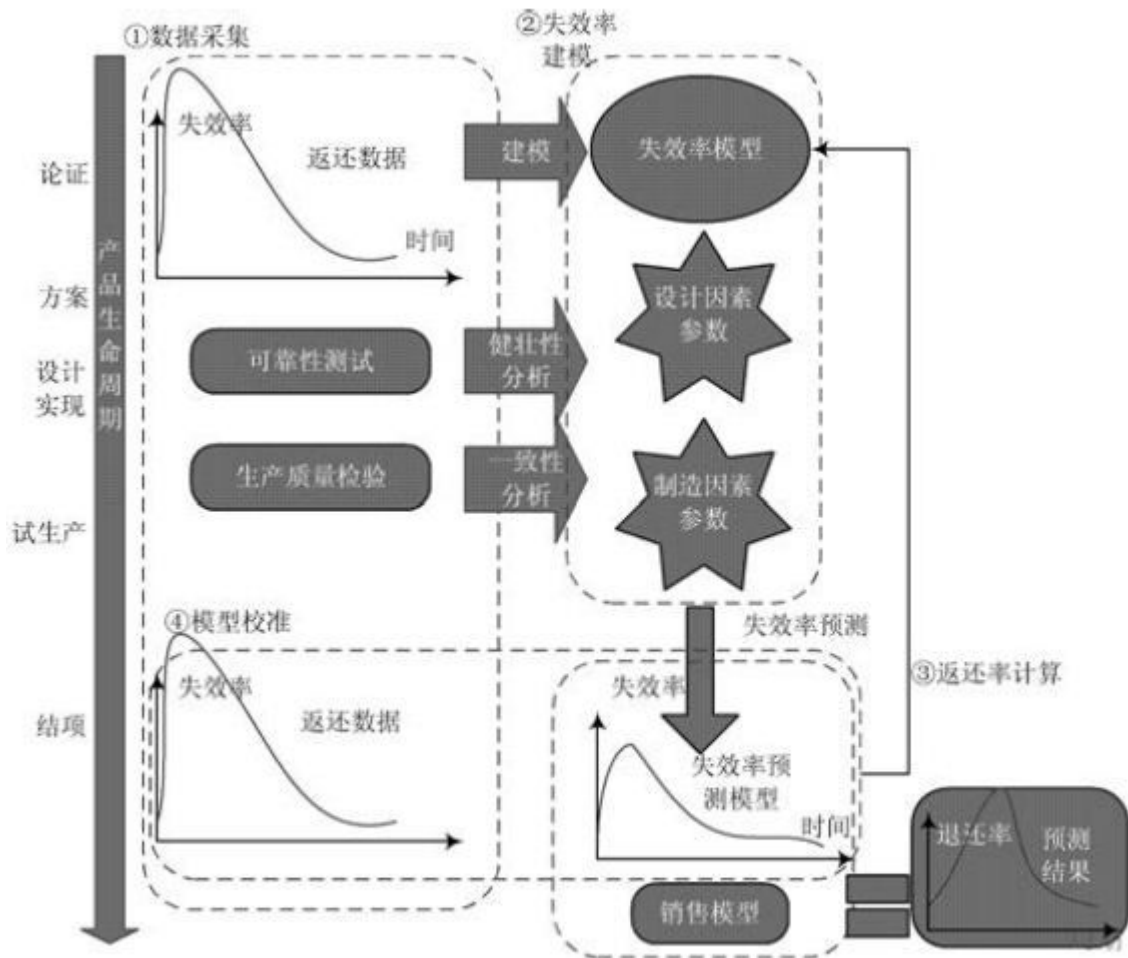 ①数据采集
②失效率
建模
失效率
返还数据
时间
建模
失效率模型
论证
方案
设计
实现
试生产
结项
产品生命周期
可靠性测试
健壮性
分析
设计因素
参数
生产质量检验
一致性
分析
制造因素
参数
④模型校准
失效率
返还数据
失效率预测
失效率
失效率预
测模型
时间
③返还率计算
销售模型
退还率
预测
结果